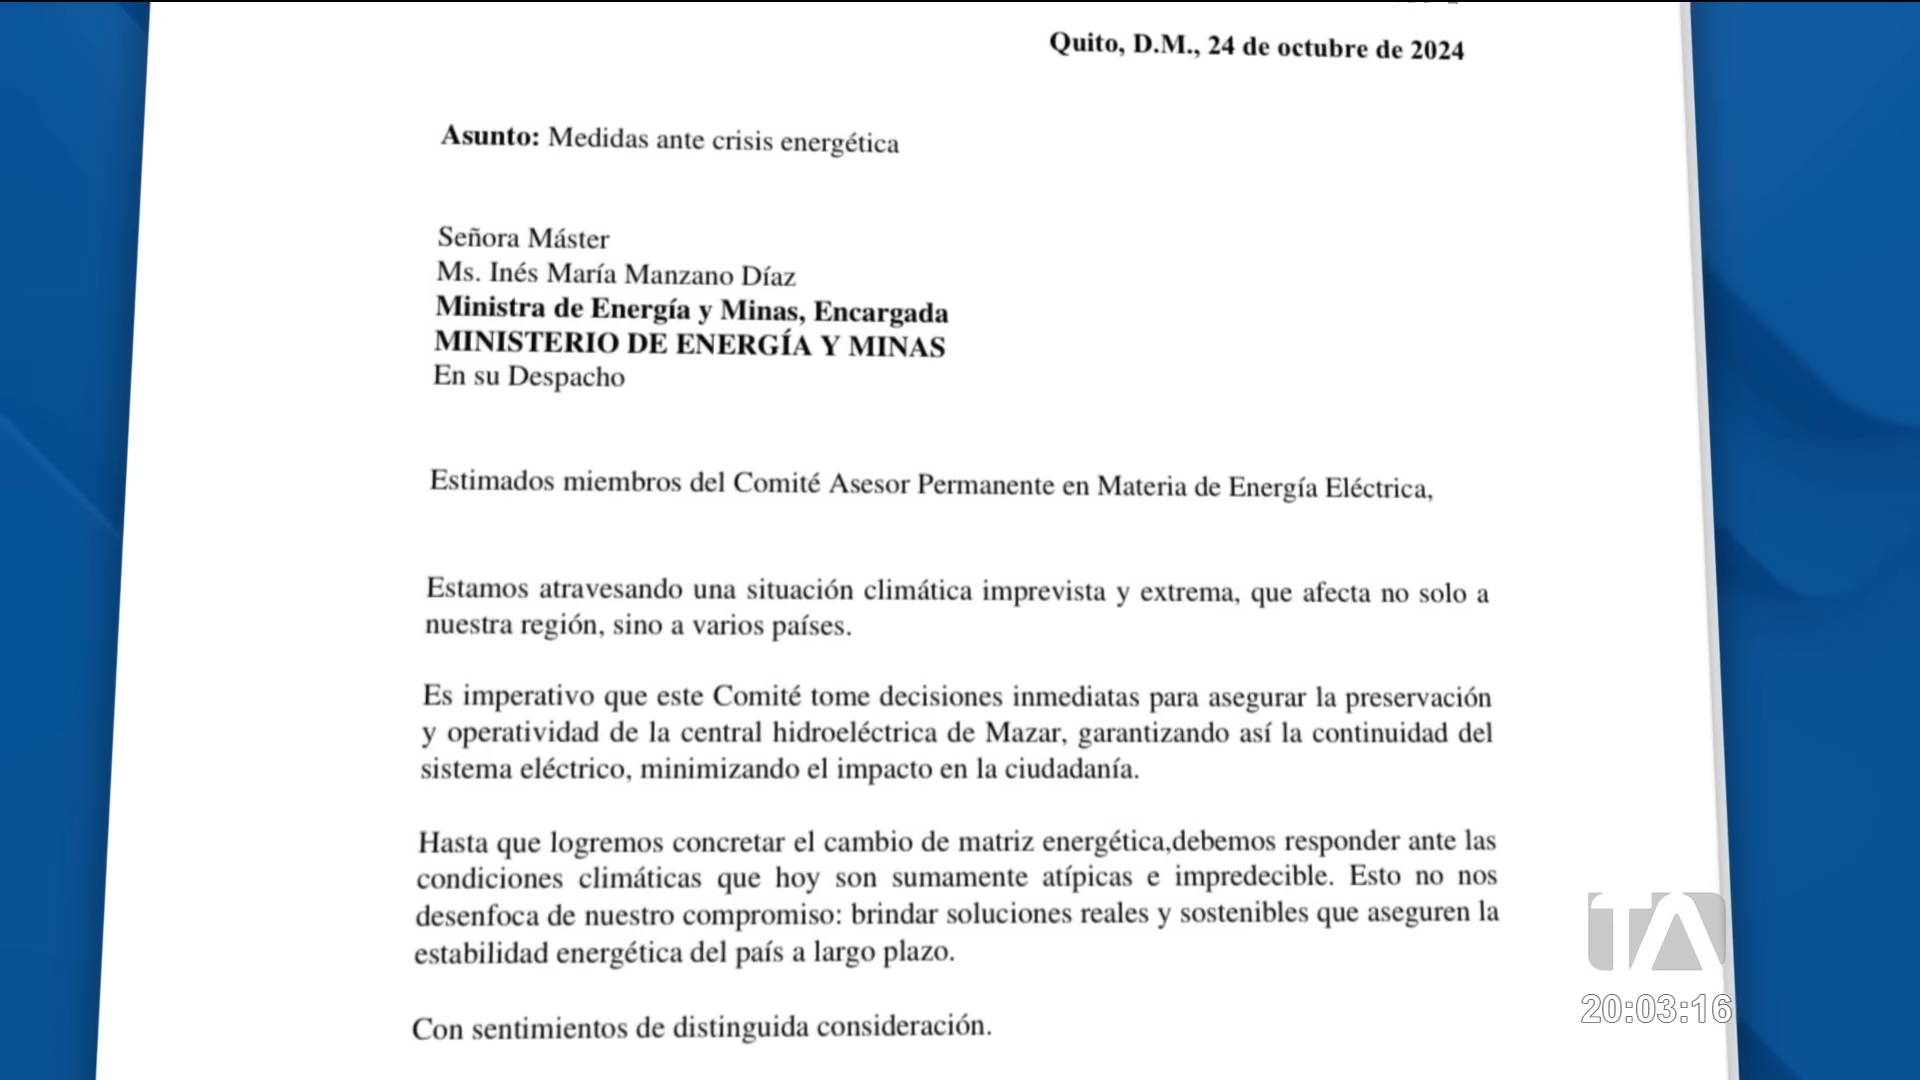 Quito, D.M., 24 de octubre de 2024
Asunto: Medidas ante crisis energética
Señora Máster
Ms. Inés María Manzano Díaz
Ministra de Energía y Minas, Encargada
MINISTERIO DE ENERGÍA Y MINAS
En su Despacho
Estimados miembros del Comité Asesor Permanente en Materia de Energía Eléctrica,
Estamos atravesando una situación climática imprevista y extrema, que afecta no solo a
nuestra región, sino a varios países.
Es imperativo que este Comité tome decisiones inmediatas para asegurar la preservación
y operatividad de la central hidroeléctrica de Mazar, garantizando así la continuidad del
sistema eléctrico, minimizando el impacto en la ciudadanía.
Hasta que logremos concretar el cambio de matriz energética,debemos responder ante las
condiciones climáticas que hoy son sumamente atípicas e impredecible. Esto no nos
desenfoca de nuestro compromiso: brindar soluciones reales y sostenibles que aseguren la
estabilidad energética del país a largo plazo.
Con sentimientos de distinguida consideración.
TA
20:03:16